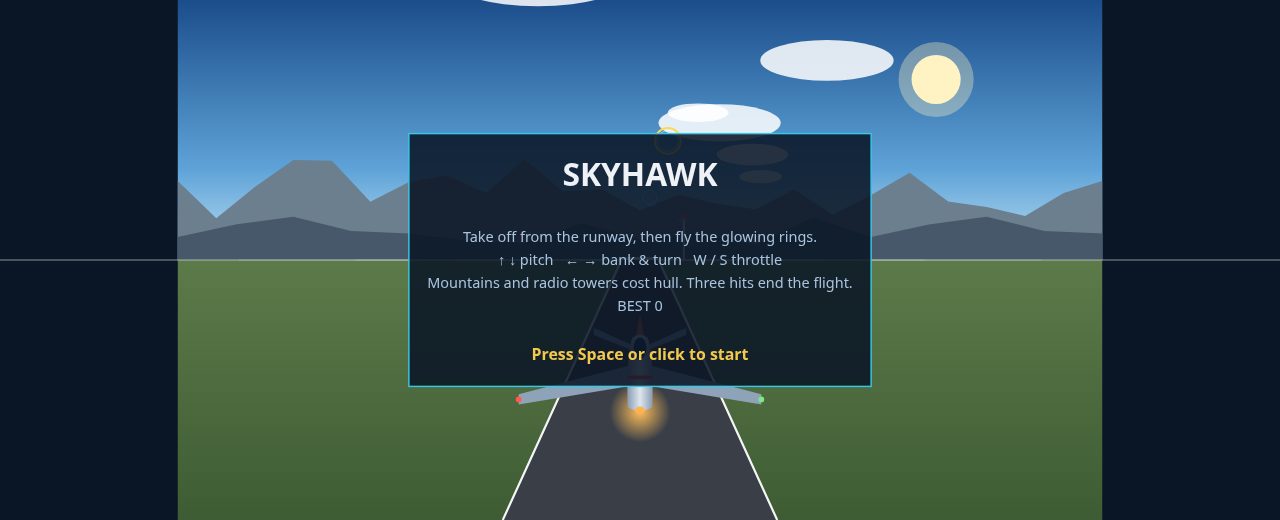 SKYHAWK
Take off from the runway, then fly the glowing rings.
↑ ↓ pitch ← → bank & turn W / S throttle
Mountains and radio towers cost hull. Three hits end the flight.
BEST 0
Press Space or click to start